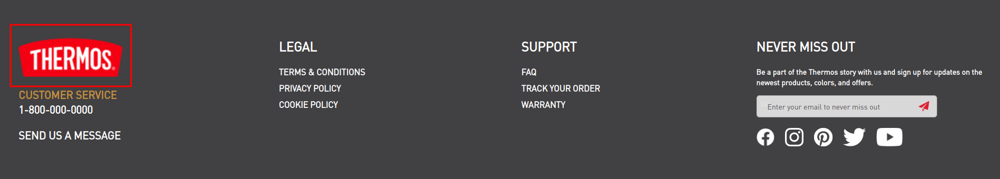 THERMOS.
CUSTOMER SERVICE
1-800-000-0000
SEND US A MESSAGE
LEGAL
TERMS & CONDITIONS
PRIVACY POLICY
COOKIE POLICY
SUPPORT
FAQ
TRACK YOUR ORDER
WARRANTY
NEVER MISS OUT
Be a part of the Thermos story with us and sign up for updates on the
newest products, colors, and offers.
Enter your email to never miss out